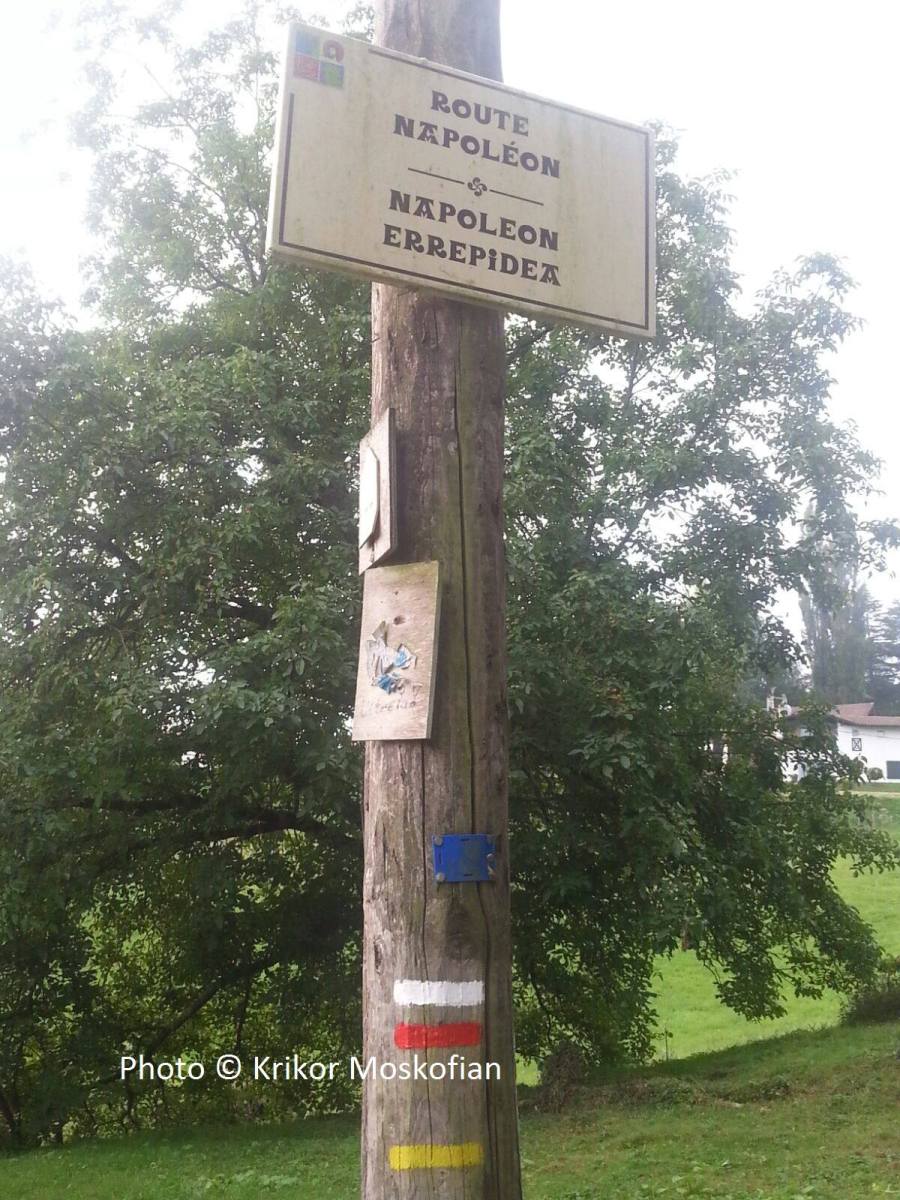 ROUTE
NAPOLÉON
NAPOLEON
ERREPiDEA
Photo © Krikor Moskofian